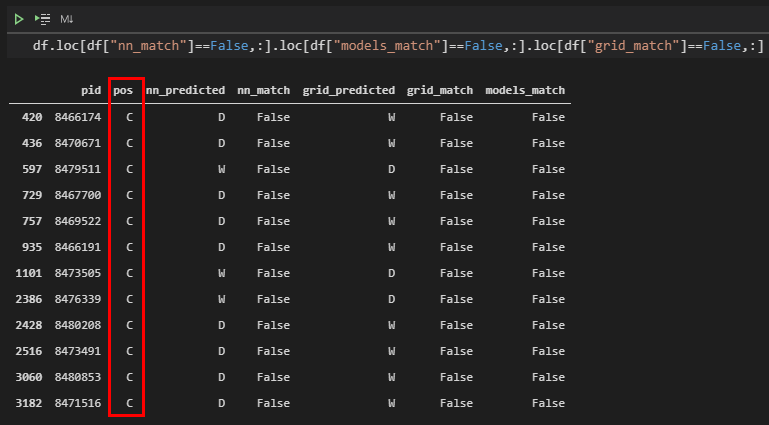 M↓
df.loc[df["nn_match"]==False,:].loc[df["models_match"]==False,:].loc[df["grid_match"]==False,:]
pid pos nn_predicted nn_match grid_predicted grid_match models_match
420 8466174 C D False W False False
436 8470671 C D False W False False
597 8479511 C W False D False False
729 8467700 C D False W False False
757 8469522 C D False W False False
935 8466191 C D False W False False
1101 8473505 C W False D False False
2386 8476339 C W False D False False
2428 8480208 C D False W False False
2516 8473491 C D False W False False
3060 8480853 C D False W False False
3182 8471516 C D False W False False